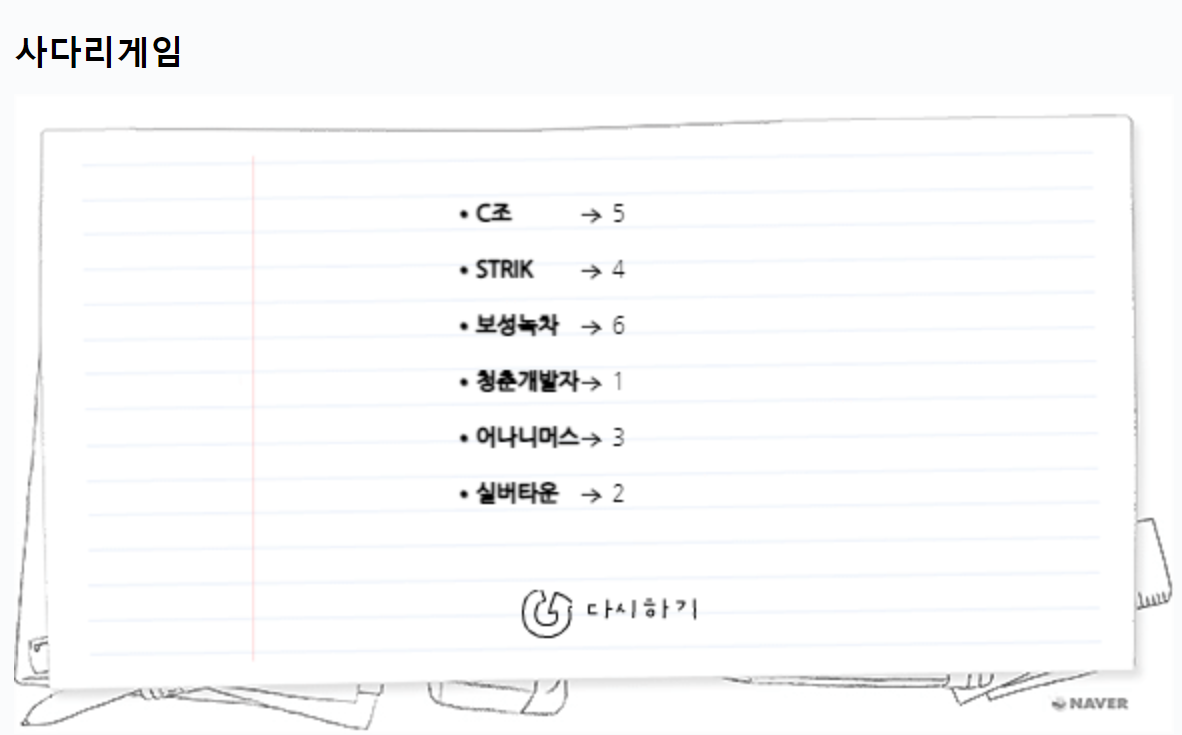 사다리게임
• C조 → 5
• STRIK → 4
• 보성녹차 → 6
• 청춘개발자 → 1
• 어나니머스 → 3
• 실버타운 → 2
다시하기
NAVER